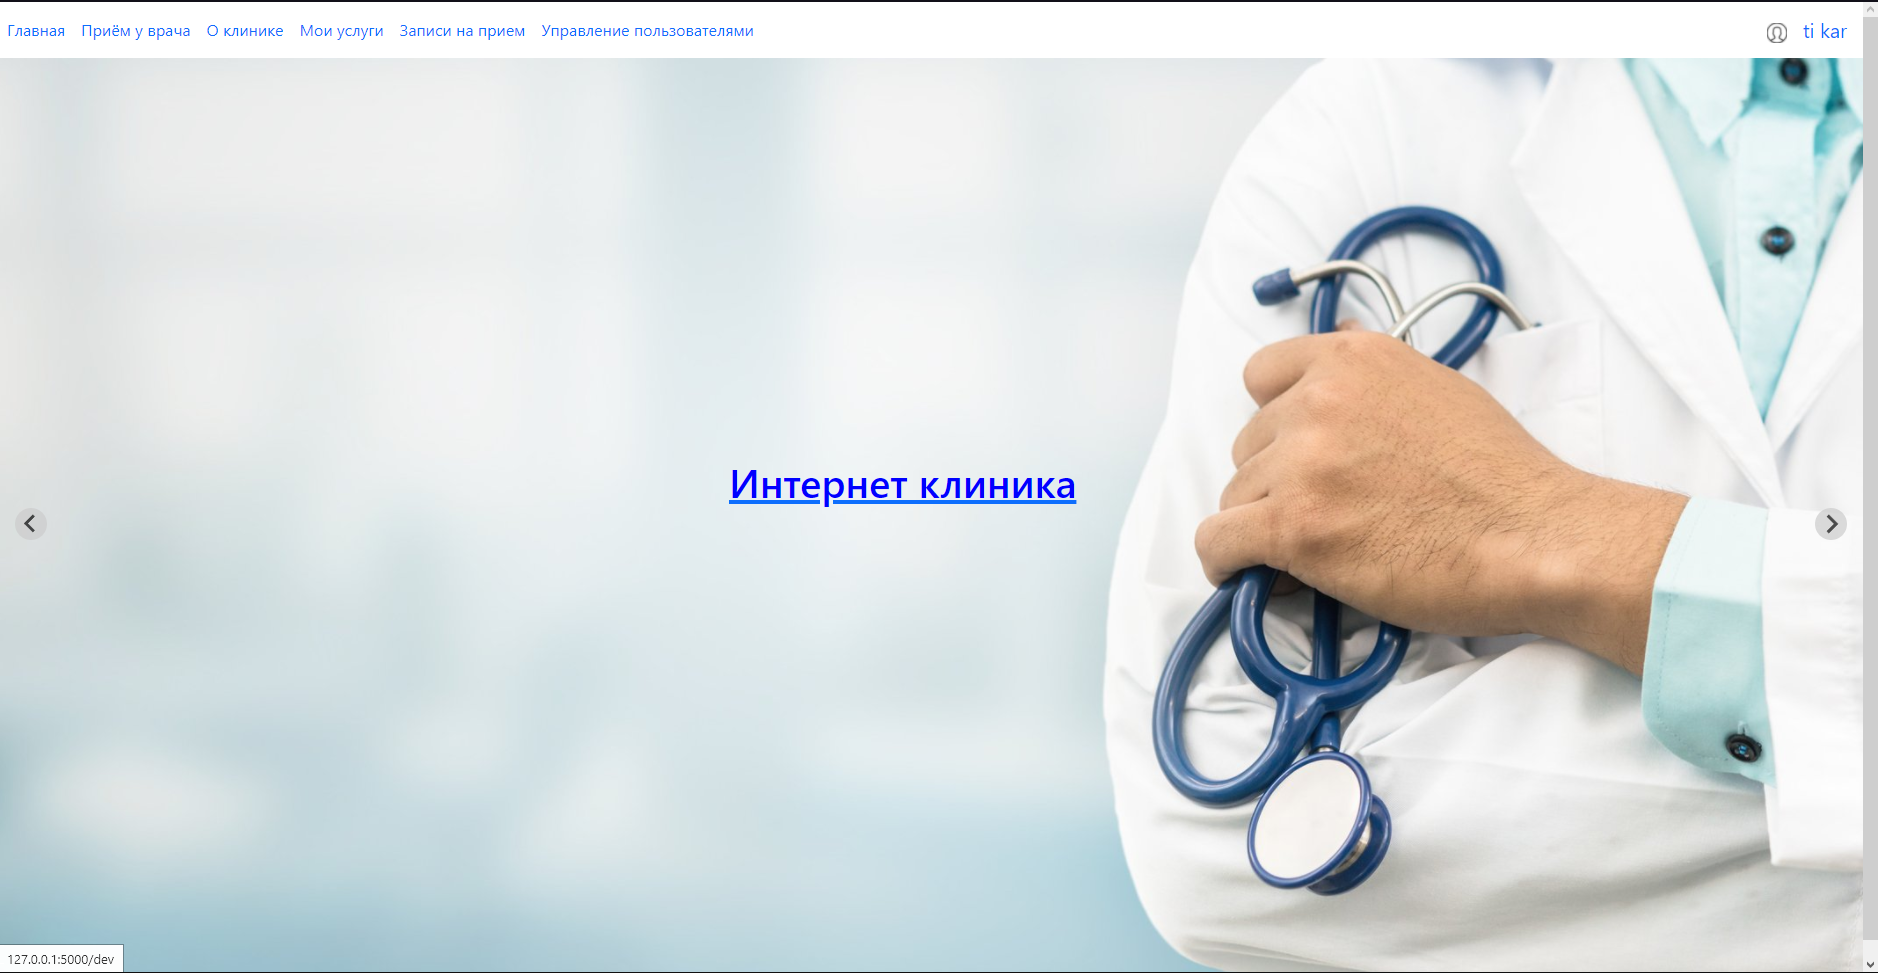 Главная Приём у врача О клинике Мои услуги Записи на прием Управление пользователями ti kar
Интернет клиника
127.0.0.1:5000/dev